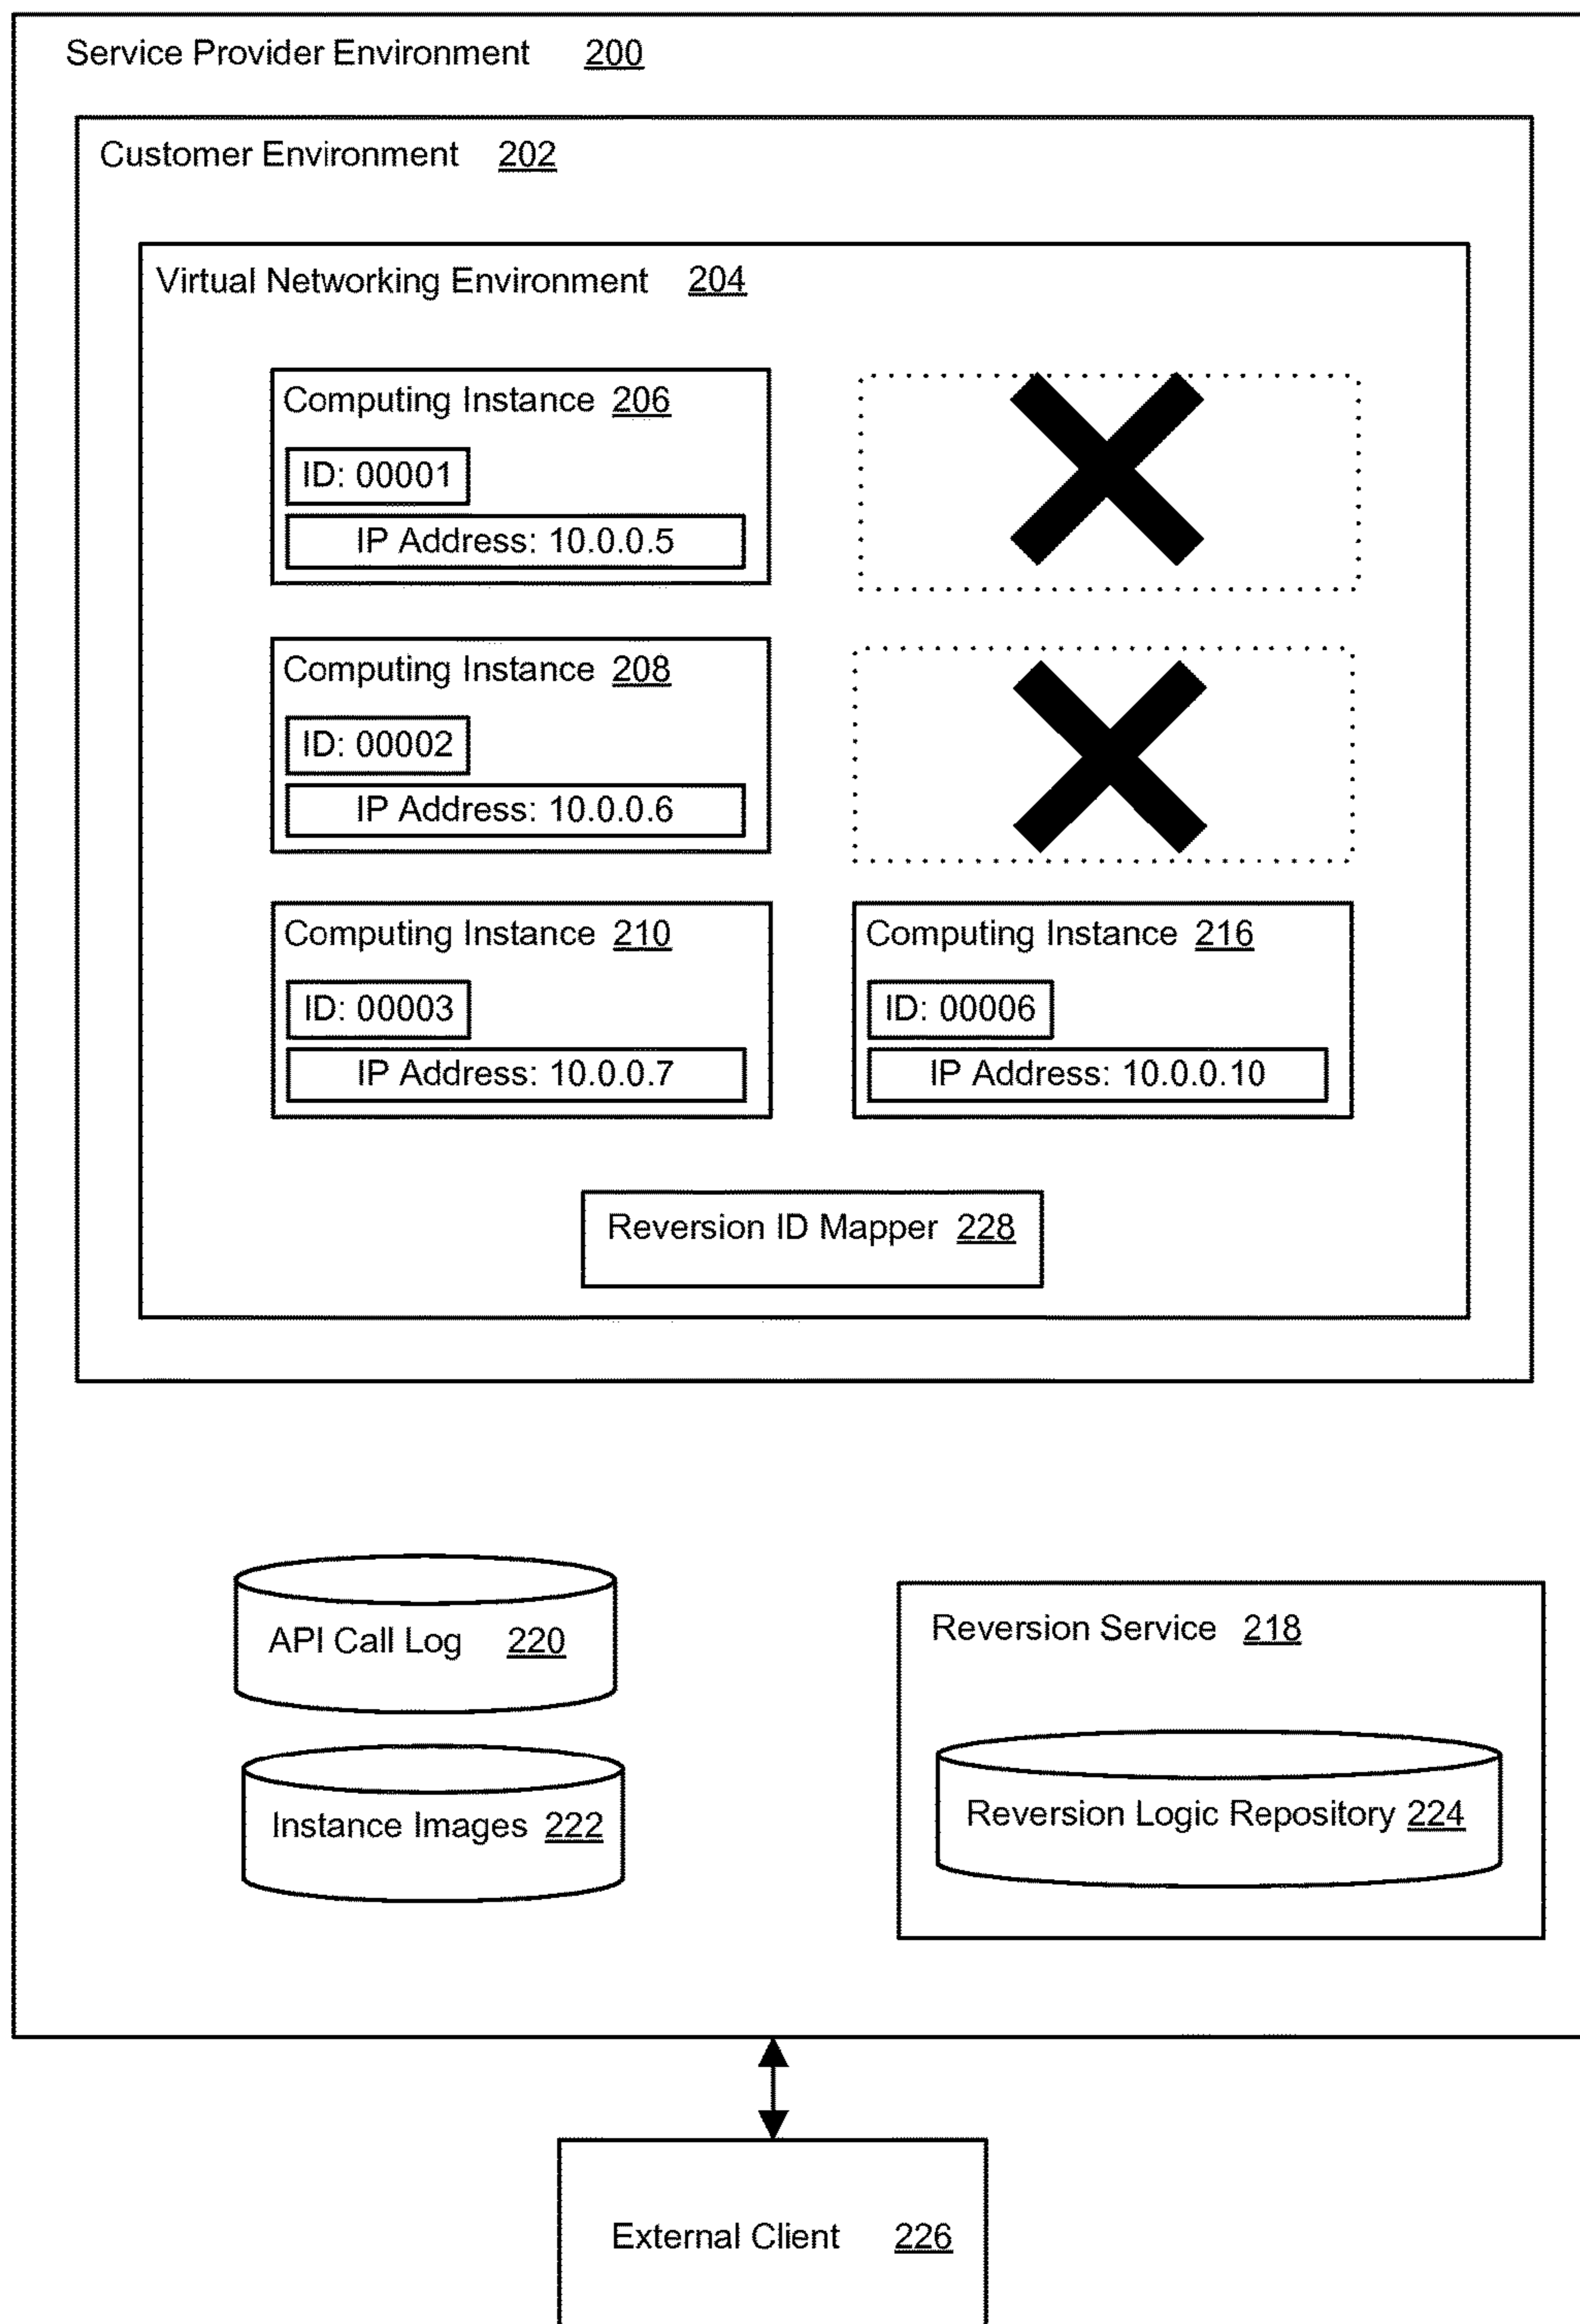 Service Provider Environment 200
Customer Environment 202
Virtual Networking Environment 204
Computing Instance 206
ID: 00001
IP Address: 10.0.0.5
Computing Instance 208
ID: 00002
IP Address: 10.0.0.6
Computing Instance 210
ID: 00003
IP Address: 10.0.0.7
Computing Instance 216
ID: 00006
IP Address: 10.0.0.10
Reversion ID Mapper 228
API Call Log 220
Instance Images 222
Reversion Service 218
Reversion Logic Repository 224
External Client 226